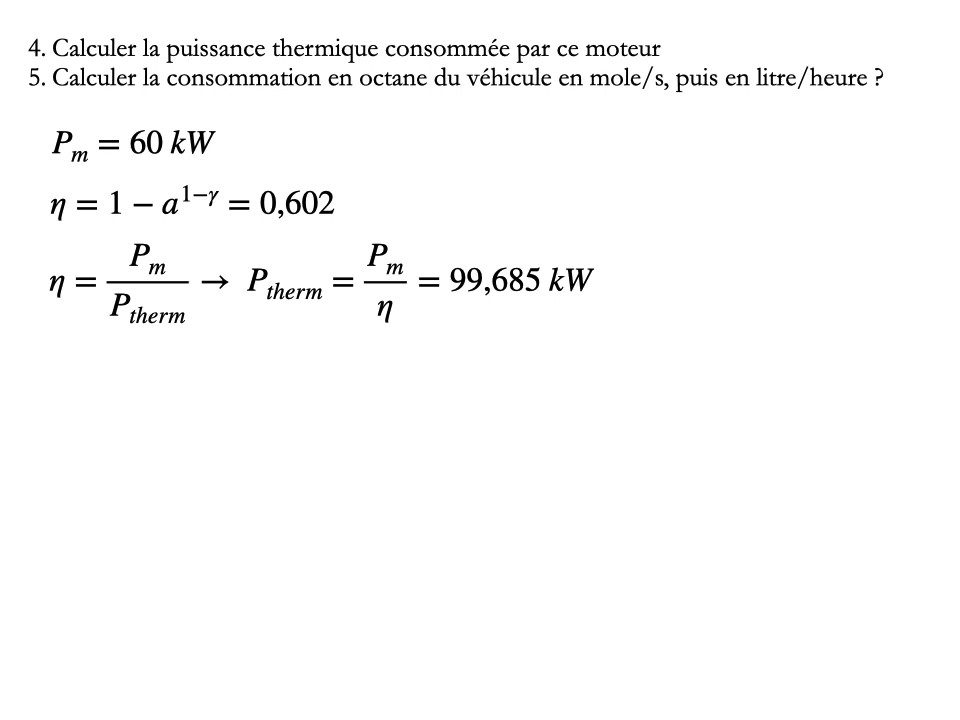 4. Calculer la puissance thermique consommée par ce moteur
5. Calculer la consommation en octane du véhicule en mole/s, puis en litre/heure ?
P_m = 60 kW
η = 1 − a^{1−γ} = 0,602
η = P_m / P_therm → P_therm = P_m / η = 99,685 kW